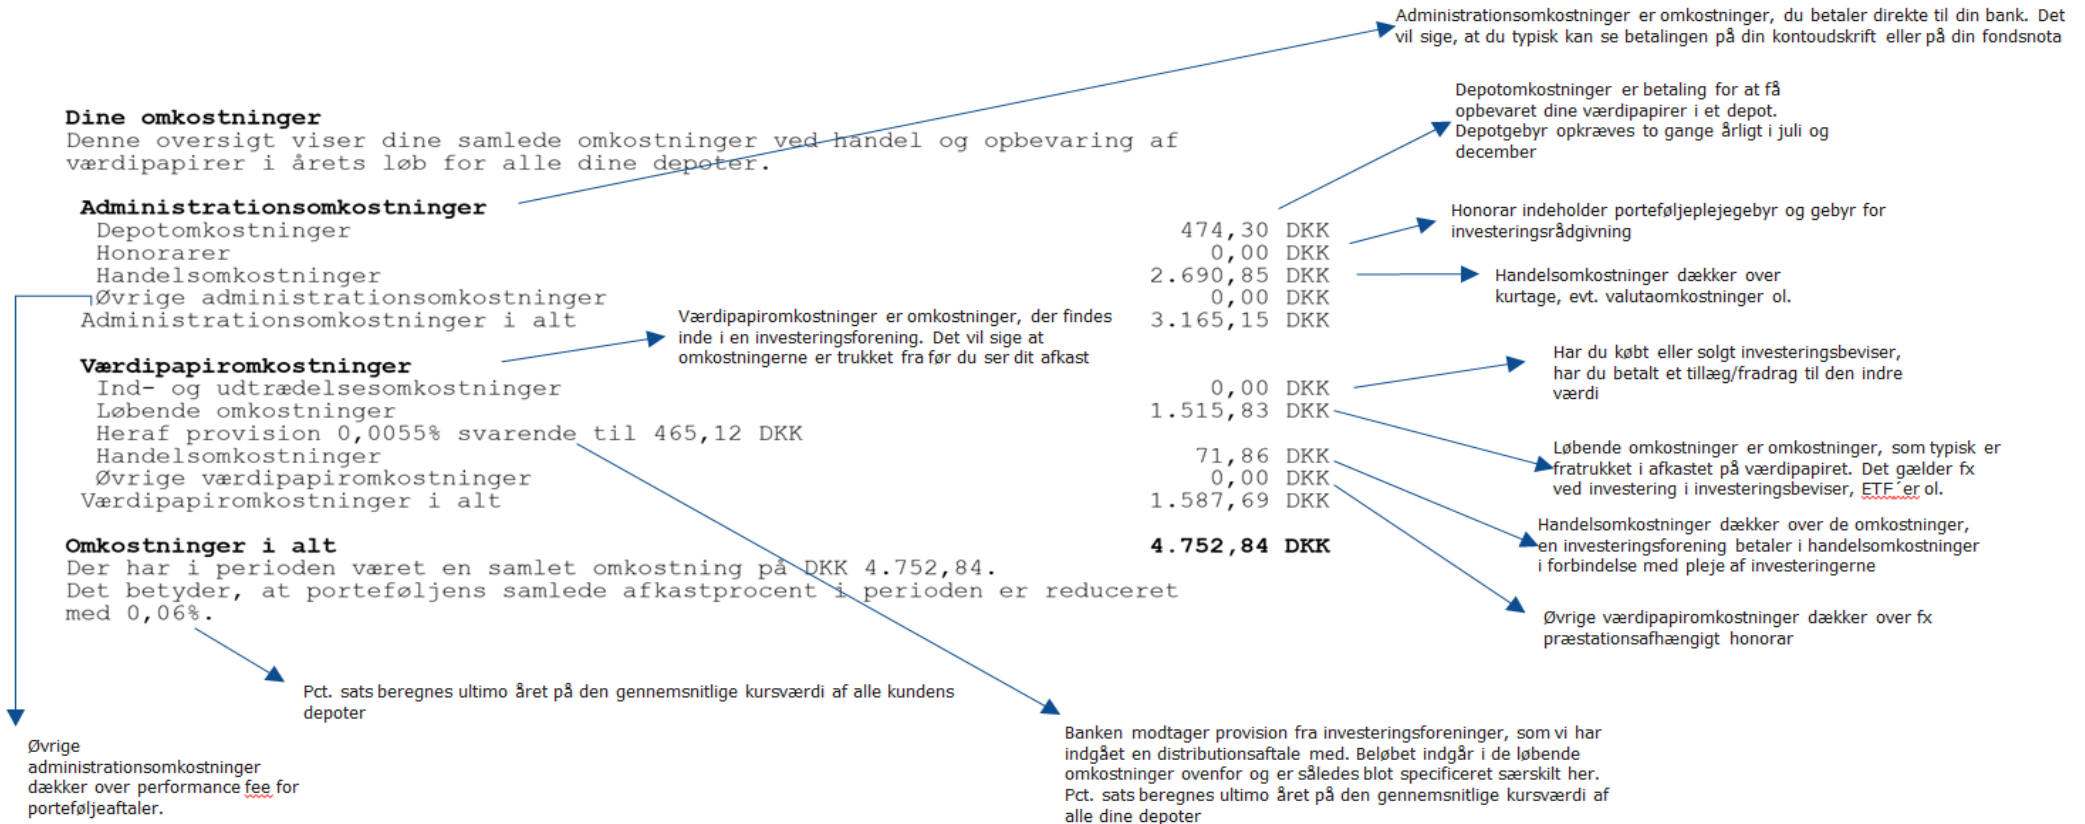 Administrationsomkostninger er omkostninger, du betaler direkte til din bank. Det
vil sige, at du typisk kan se betalingen på din kontoudskrift eller på din fondsnota
Depotomkostninger er betaling for at få
opbevaret dine værdipapirer i et depot.
Depotgebyr opkræves to gange årligt i juli og
december
Dine omkostninger
Denne oversigt viser dine samlede omkostninger ved handel og opbevaring af
værdipapirer i årets løb for alle dine depoter.
Administrationsomkostninger
Depotomkostninger 474,30 DKK
Honorarer 0,00 DKK
Handelsomkostninger 2.690,85 DKK
Øvrige administrationsomkostninger 0,00 DKK
Administrationsomkostninger i alt 3.165,15 DKK
Honorar indeholder porteføljeplejegebyr og gebyr for
investeringsrådgivning
Handelsomkostninger dækker over
kurtage, evt. valutaomkostninger ol.
Værdipapiromkostninger er omkostninger, der findes
inde i en investeringsforening. Det vil sige at
omkostningerne er trukket fra før du ser dit afkast
Værdipapiromkostninger
Ind- og udtrædelsesomkostninger 0,00 DKK
Løbende omkostninger 1.515,83 DKK
Heraf provision 0,0055% svarende til 465,12 DKK
Handelsomkostninger 71,86 DKK
Øvrige værdipapiromkostninger 0,00 DKK
Værdipapiromkostninger i alt 1.587,69 DKK
Har du købt eller solgt investeringsbeviser,
har du betalt et tillæg/fradrag til den indre
værdi
Løbende omkostninger er omkostninger, som typisk er
fratrukket i afkastet på værdipapiret. Det gælder fx
ved investering i investeringsbeviser, ETF´er ol.
Handelsomkostninger dækker over de omkostninger,
en investeringsforening betaler i handelsomkostninger
i forbindelse med pleje af investeringerne
Øvrige værdipapiromkostninger dækker over fx
præstationsafhængigt honorar
Omkostninger i alt 4.752,84 DKK
Der har i perioden været en samlet omkostning på DKK 4.752,84.
Det betyder, at porteføljens samlede afkastprocent i perioden er reduceret
med 0,06%.
Pct. sats beregnes ultimo året på den gennemsnitlige kursværdi af alle kundens
depoter
Øvrige
administrationsomkostninger
dækker over performance fee for
porteføljeaftaler.
Banken modtager provision fra investeringsforeninger, som vi har
indgået en distributionsaftale med. Beløbet indgår i de løbende
omkostninger ovenfor og er således blot specificeret særskilt her.
Pct. sats beregnes ultimo året på den gennemsnitlige kursværdi af
alle dine depoter